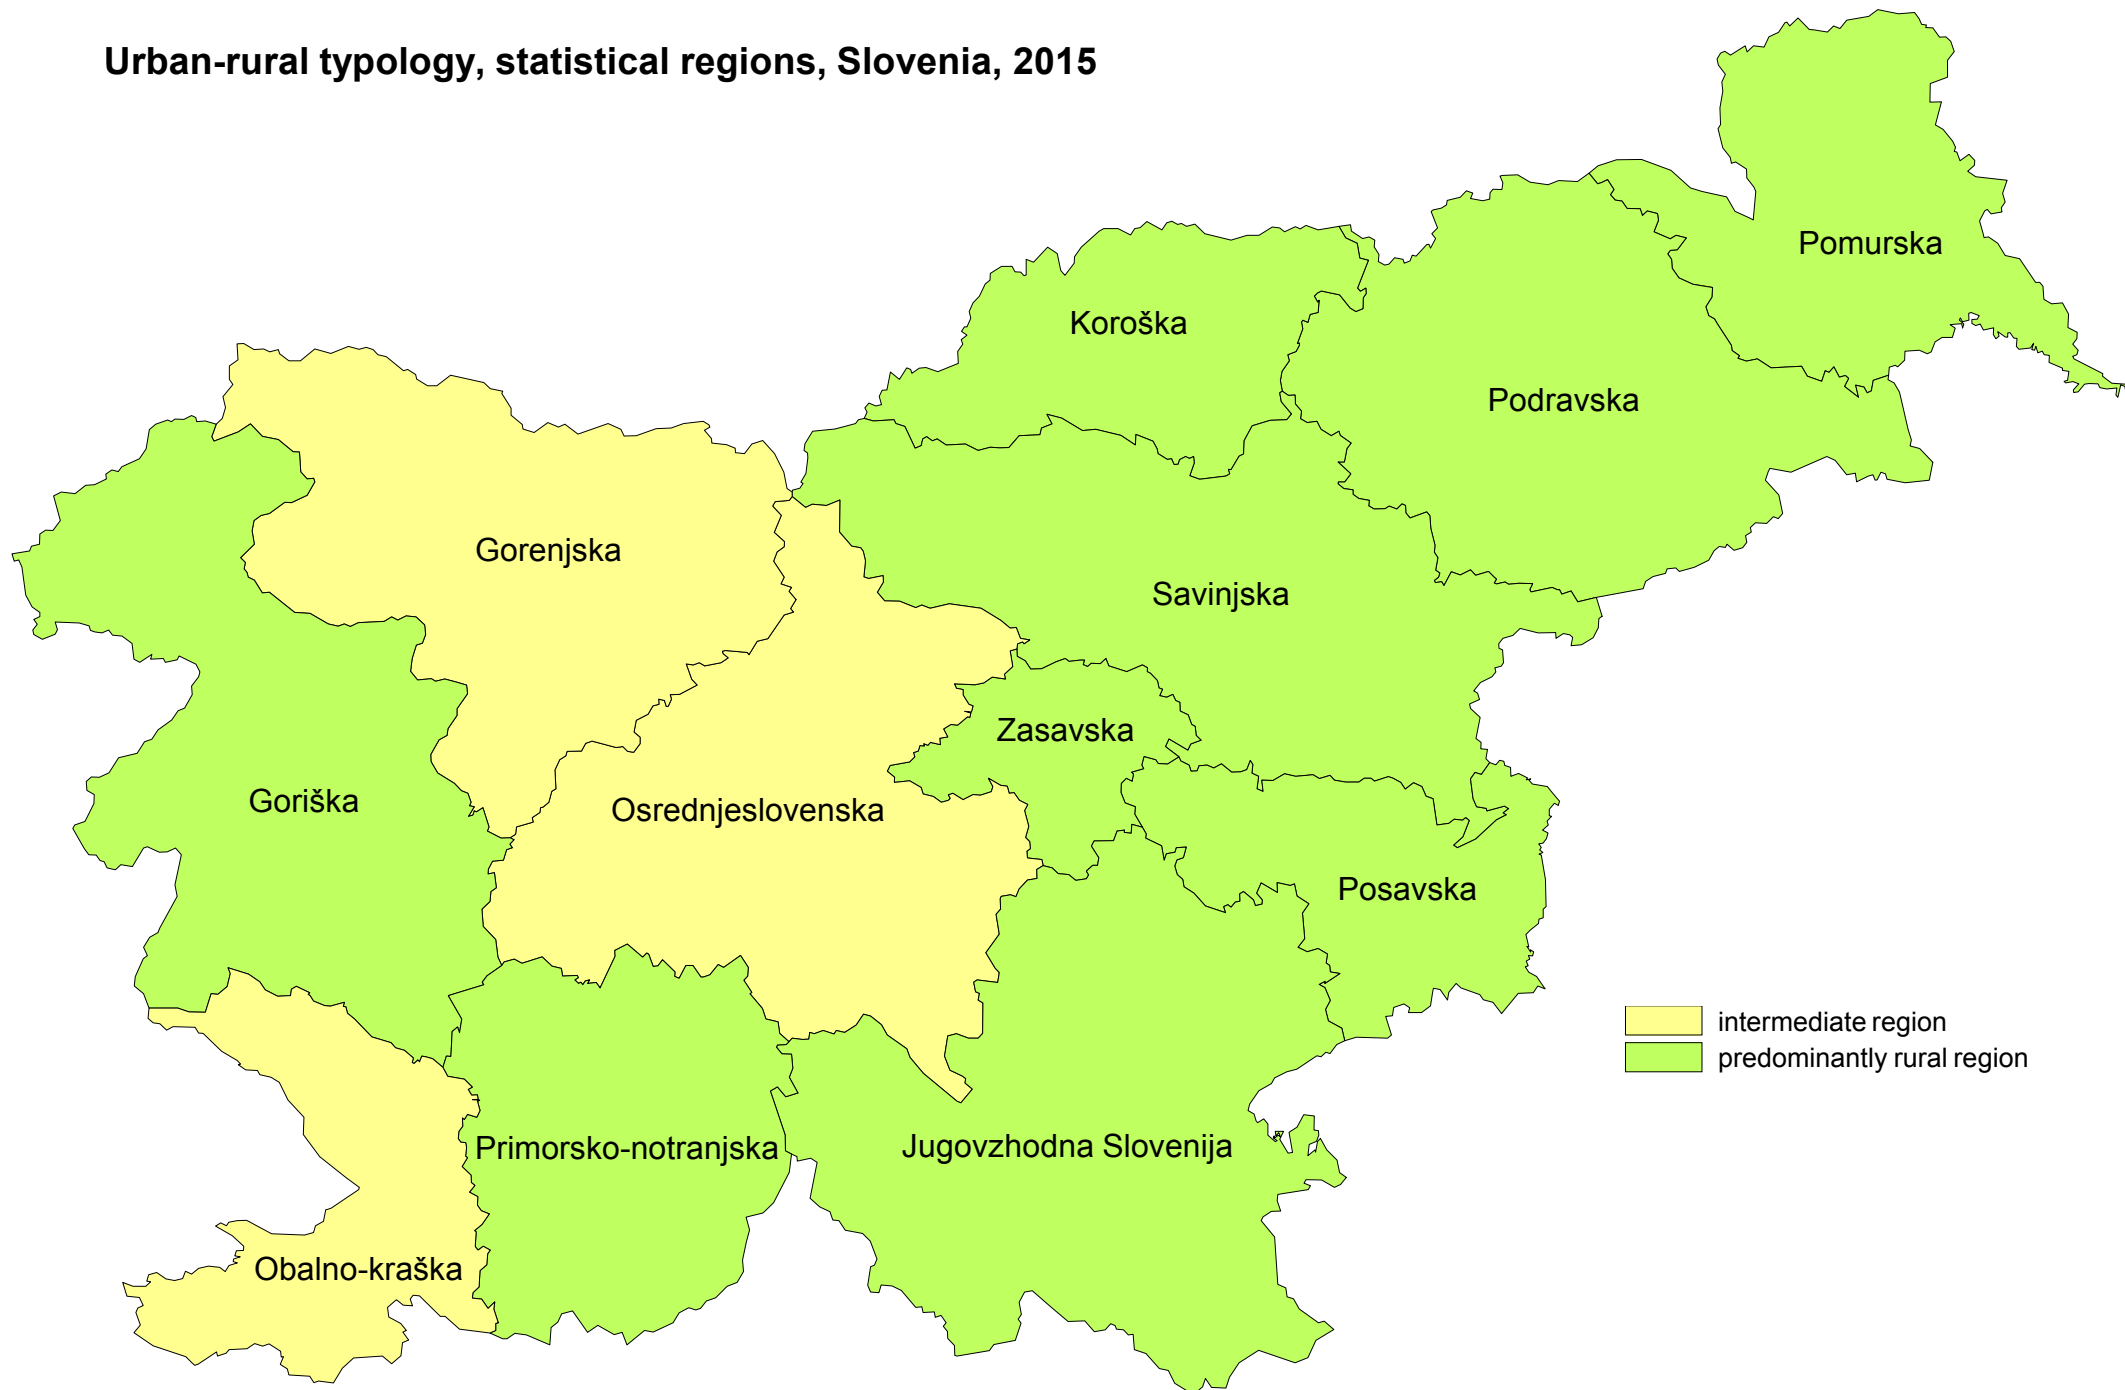 Urban-rural typology, statistical regions, Slovenia, 2015
Pomurska
Koroška
Podravska
Gorenjska
Savinjska
Zasavska
Goriška
Osrednjeslovenska
Posavska
intermediate region
predominantly rural region
Primorsko-notranjska
Jugovzhodna Slovenija
Obalno-kraška